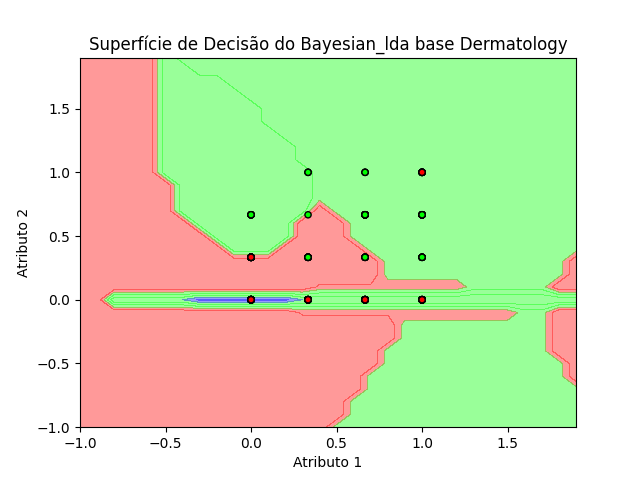 Superfície de Decisão do Bayesian_lda base Dermatology
Atributo 2
1.5
1.0
0.5
0.0
−0.5
−1.0
−1.0 −0.5 0.0 0.5 1.0 1.5
Atributo 1